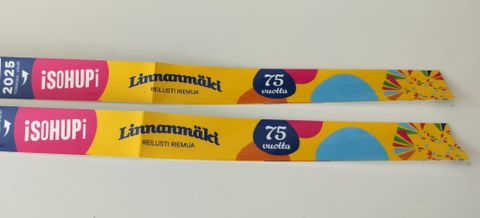 2025
iSOHUPi
Linnanmäki
REILUSTI RIEMUA
75
vuotta
iSOHUPi
Linnanmäki
REILUSTI RIEMUA
75
vuotta